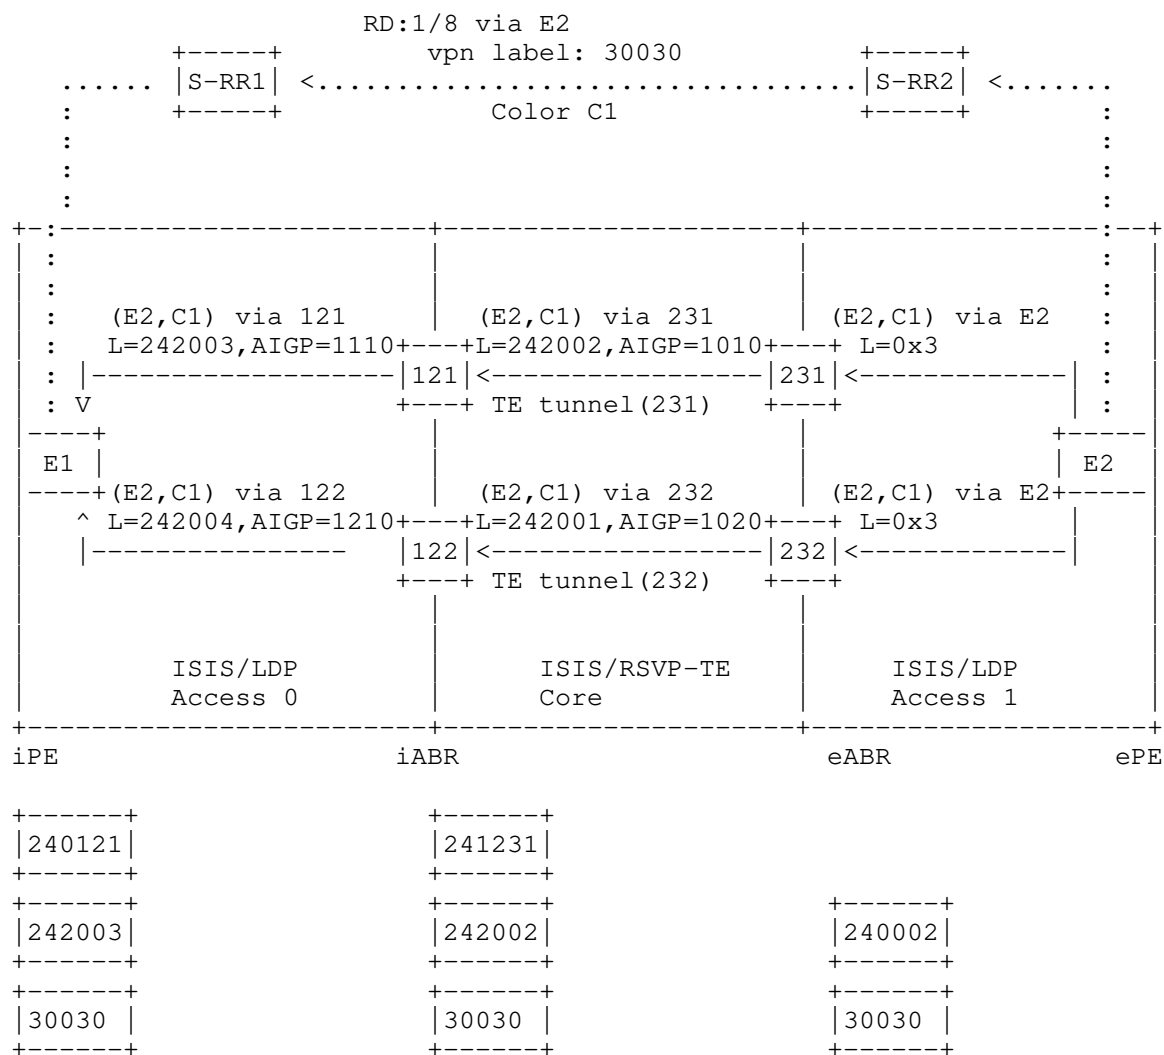 RD:1/8 via E2
+-----+ vpn label: 30030 +-----+
...... |S-RR1| <..................................|S-RR2| <.......
: +-----+ Color C1 +-----+ :
: :
: :
: :
+-:-----------------------+----------------------+------------------:--+
| : | | : |
| : | | : |
| : (E2,C1) via 121 | (E2,C1) via 231 | (E2,C1) via E2 : |
| : L=242003,AIGP=1110+---+L=242002,AIGP=1010+---+ L=0x3 : |
| : |-------------------|121|<-----------------|231|<-------------| : |
| : V +---+ TE tunnel(231) +---+ | : |
|----+ | | +-----|
| E1 | | | | E2 |
|----+(E2,C1) via 122 | (E2,C1) via 232 | (E2,C1) via E2+-----|
| ^ L=242004,AIGP=1210+---+L=242001,AIGP=1020+---+ L=0x3 | |
| |---------------- |122|<-----------------|232|<-------------| |
| +---+ TE tunnel(232) +---+ |
| | | |
| | | |
| ISIS/LDP | ISIS/RSVP-TE | ISIS/LDP |
| Access 0 | Core | Access 1 |
+-------------------------+----------------------+---------------------+
iPE iABR eABR ePE
+------+ +------+
|240121| |241231|
+------+ +------+
+------+ +------+ +------+
|242003| |242002| |240002|
+------+ +------+ +------+
+------+ +------+ +------+
|30030 | |30030 | |30030 |
+------+ +------+ +------+